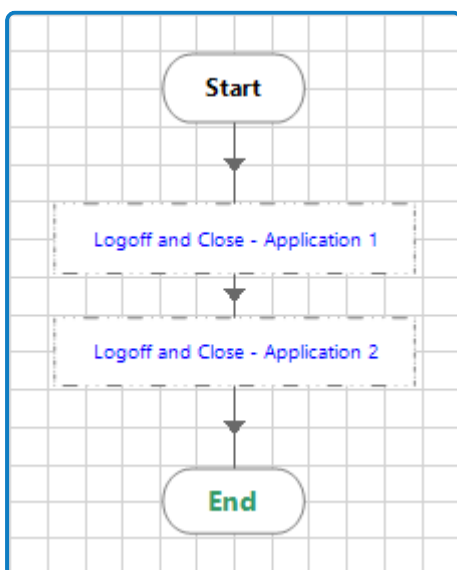 Start
Logoff and Close - Application 1
Logoff and Close - Application 2
End